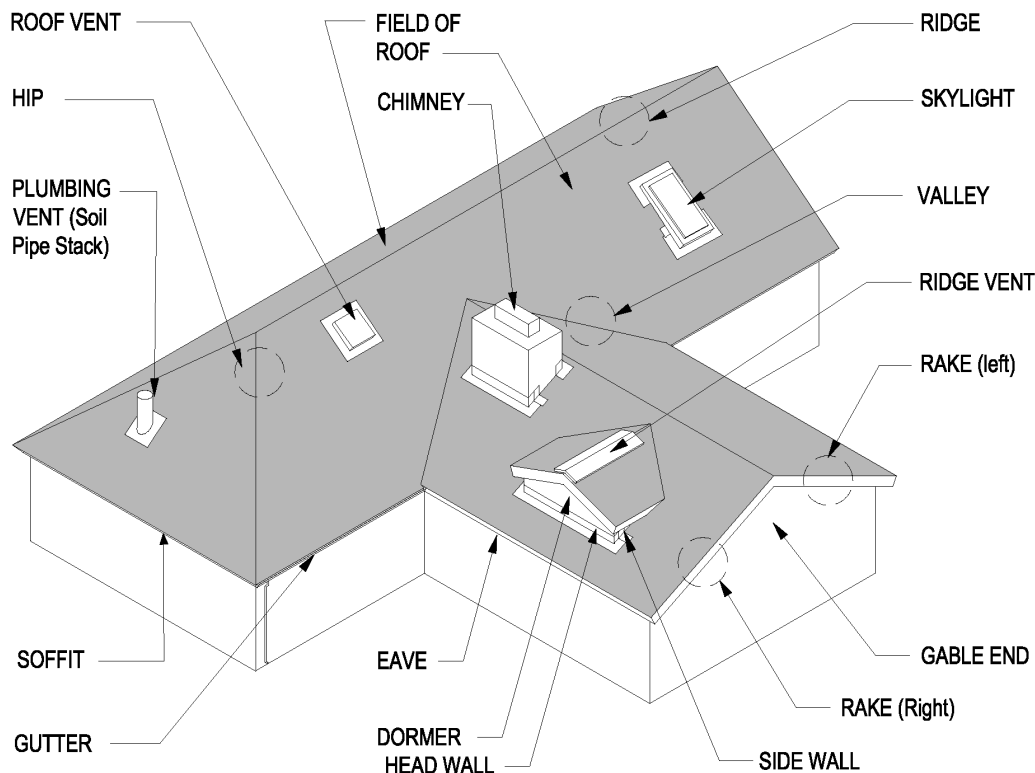 ROOF VENT
HIP
PLUMBING
VENT (Soil
Pipe Stack)
SOFFIT
GUTTER
FIELD OF
ROOF
CHIMNEY
EAVE
DORMER
HEAD WALL
SIDE WALL
RIDGE
SKYLIGHT
VALLEY
RIDGE VENT
RAKE (left)
GABLE END
RAKE (Right)